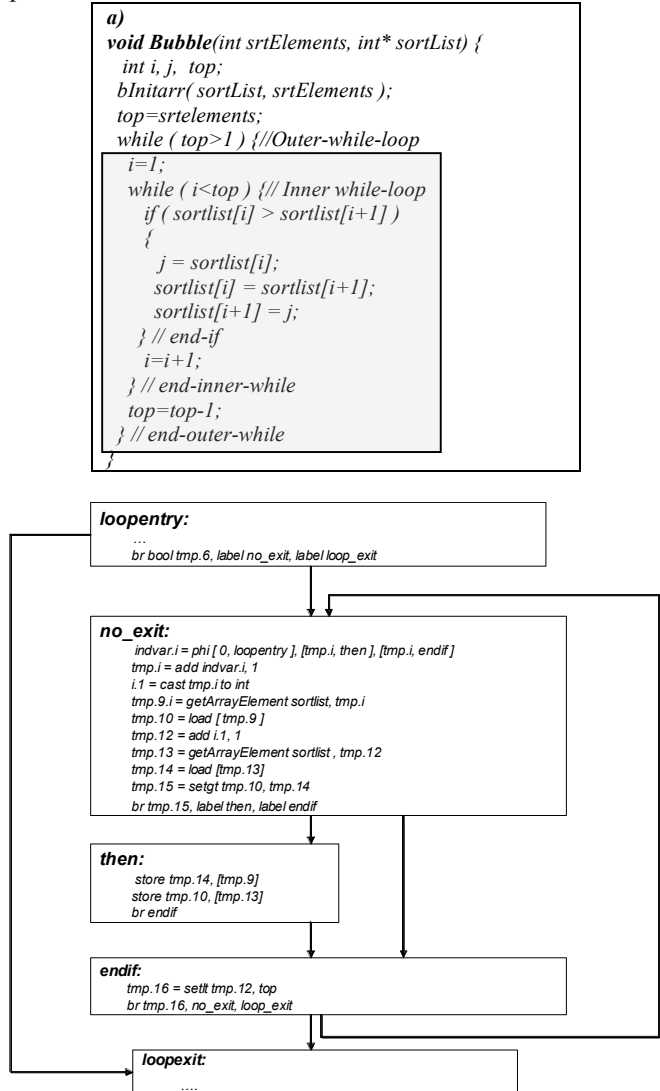 a)
void Bubble(int srtElements, int* sortList) {
int i, j, top;
bInitarr( sortList, srtElements );
top=srtelements;
while ( top>1 ) {//Outer-while-loop
i=1;
while ( i<top ) {// Inner while-loop
if ( sortlist[i] > sortlist[i+1] )
{
j = sortlist[i];
sortlist[i] = sortlist[i+1];
sortlist[i+1] = j;
} // end-if
i=i+1;
} // end-inner-while
top=top-1;
} // end-outer-while
}
loopentry:
...
br bool tmp.6, label no_exit, label loop_exit
no_exit:
indvar.i = phi [ 0, loopentry ], [tmp.i, then ], [tmp.i, endif ]
tmp.i = add indvar.i, 1
i.1 = cast tmp.i to int
tmp.9.i = getArrayElement sortlist, tmp.i
tmp.10 = load [ tmp.9 ]
tmp.12 = add i.1, 1
tmp.13 = getArrayElement sortlist , tmp.12
tmp.14 = load [tmp.13]
tmp.15 = setgt tmp.10, tmp.14
br tmp.15, label then, label endif
then:
store tmp.14, [tmp.9]
store tmp.10, [tmp.13]
br endif
endif:
tmp.16 = setlt tmp.12, top
br tmp.16, no_exit, loop_exit
loopexit:
....